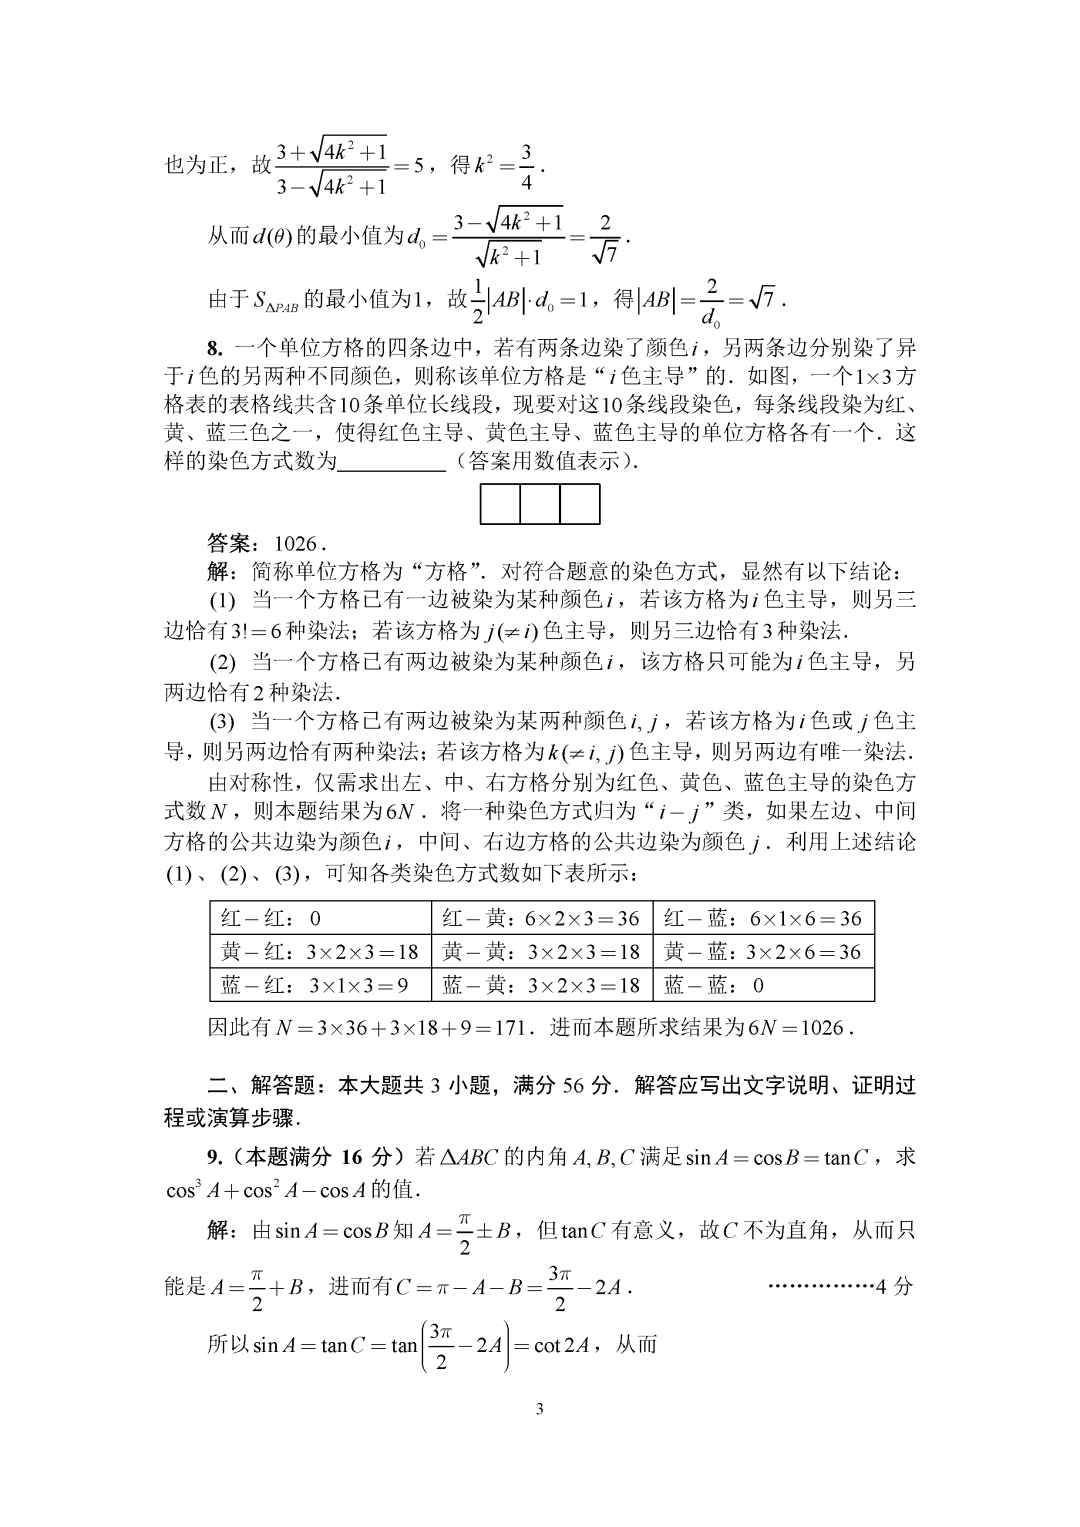 也为正，故 $\frac{3+\sqrt{4k^2+1}}{3-\sqrt{4k^2+1}}=5$，得 $k^2=\frac{3}{4}$．
从而 $d(\theta)$ 的最小值为 $d_0=\frac{3-\sqrt{4k^2+1}}{\sqrt{k^2+1}}=\frac{2}{\sqrt{7}}$．
由于 $S_{\Delta PAB}$ 的最小值为1，故 $\frac{1}{2}|AB|\cdot d_0=1$，得 $|AB|=\frac{2}{d_0}=\sqrt{7}$．
8. 一个单位方格的四条边中，若有两条边染了颜色 i，另两条边分别染了异
于 i 色的另两种不同颜色，则称该单位方格是“i 色主导”的．如图，一个1×3方
格表的表格线共含10条单位长线段，现要对这10条线段染色，每条线段染为红、
黄、蓝三色之一，使得红色主导、黄色主导、蓝色主导的单位方格各有一个．这
样的染色方式数为__________（答案用数值表示）．
答案：1026．
解：简称单位方格为“方格”．对符合题意的染色方式，显然有以下结论：
(1) 当一个方格已有一边被染为某种颜色 i，若该方格为 i 色主导，则另三
边恰有3!＝6种染法；若该方格为 j(≠i) 色主导，则另三边恰有3种染法．
(2) 当一个方格已有两边被染为某种颜色 i，该方格只可能为 i 色主导，另
两边恰有2种染法．
(3) 当一个方格已有两边被染为某两种颜色 i, j，若该方格为 i 色或 j 色主
导，则另两边恰有两种染法；若该方格为 k(≠i, j) 色主导，则另两边有唯一染法．
由对称性，仅需求出左、中、右方格分别为红色、黄色、蓝色主导的染色方
式数 N，则本题结果为6N．将一种染色方式归为“i－j”类，如果左边、中间
方格的公共边染为颜色 i，中间、右边方格的公共边染为颜色 j．利用上述结论
(1)、(2)、(3)，可知各类染色方式数如下表所示：
红－红：0 红－黄：6×2×3＝36 红－蓝：6×1×6＝36
黄－红：3×2×3＝18 黄－黄：3×2×3＝18 黄－蓝：3×2×6＝36
蓝－红：3×1×3＝9 蓝－黄：3×2×3＝18 蓝－蓝：0
因此有 N＝3×36＋3×18＋9＝171．进而本题所求结果为6N＝1026．
二、解答题：本大题共 3 小题，满分 56 分．解答应写出文字说明、证明过
程或演算步骤．
9.（本题满分 16 分）若 $\Delta ABC$ 的内角 A, B, C 满足 $\sin A=\cos B=\tan C$，求
$\cos^3 A+\cos^2 A-\cos A$ 的值．
解：由 $\sin A=\cos B$ 知 $A=\frac{\pi}{2}\pm B$，但 $\tan C$ 有意义，故 C 不为直角，从而只
能是 $A=\frac{\pi}{2}+B$，进而有 $C=\pi-A-B=\frac{3\pi}{2}-2A$． ……………4 分
所以 $\sin A=\tan C=\tan\left(\frac{3\pi}{2}-2A\right)=\cot 2A$，从而
3